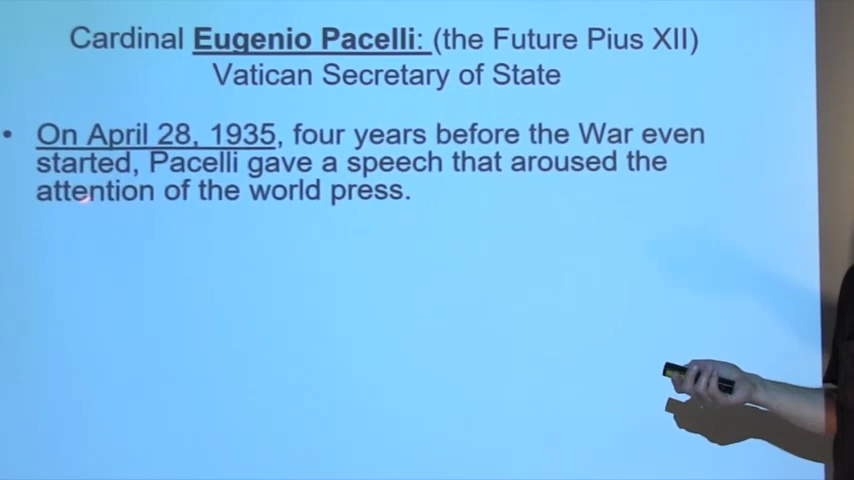 Cardinal Eugenio Pacelli: (the Future Pius XII)
Vatican Secretary of State
• On April 28, 1935, four years before the War even
started, Pacelli gave a speech that aroused the
attention of the world press.